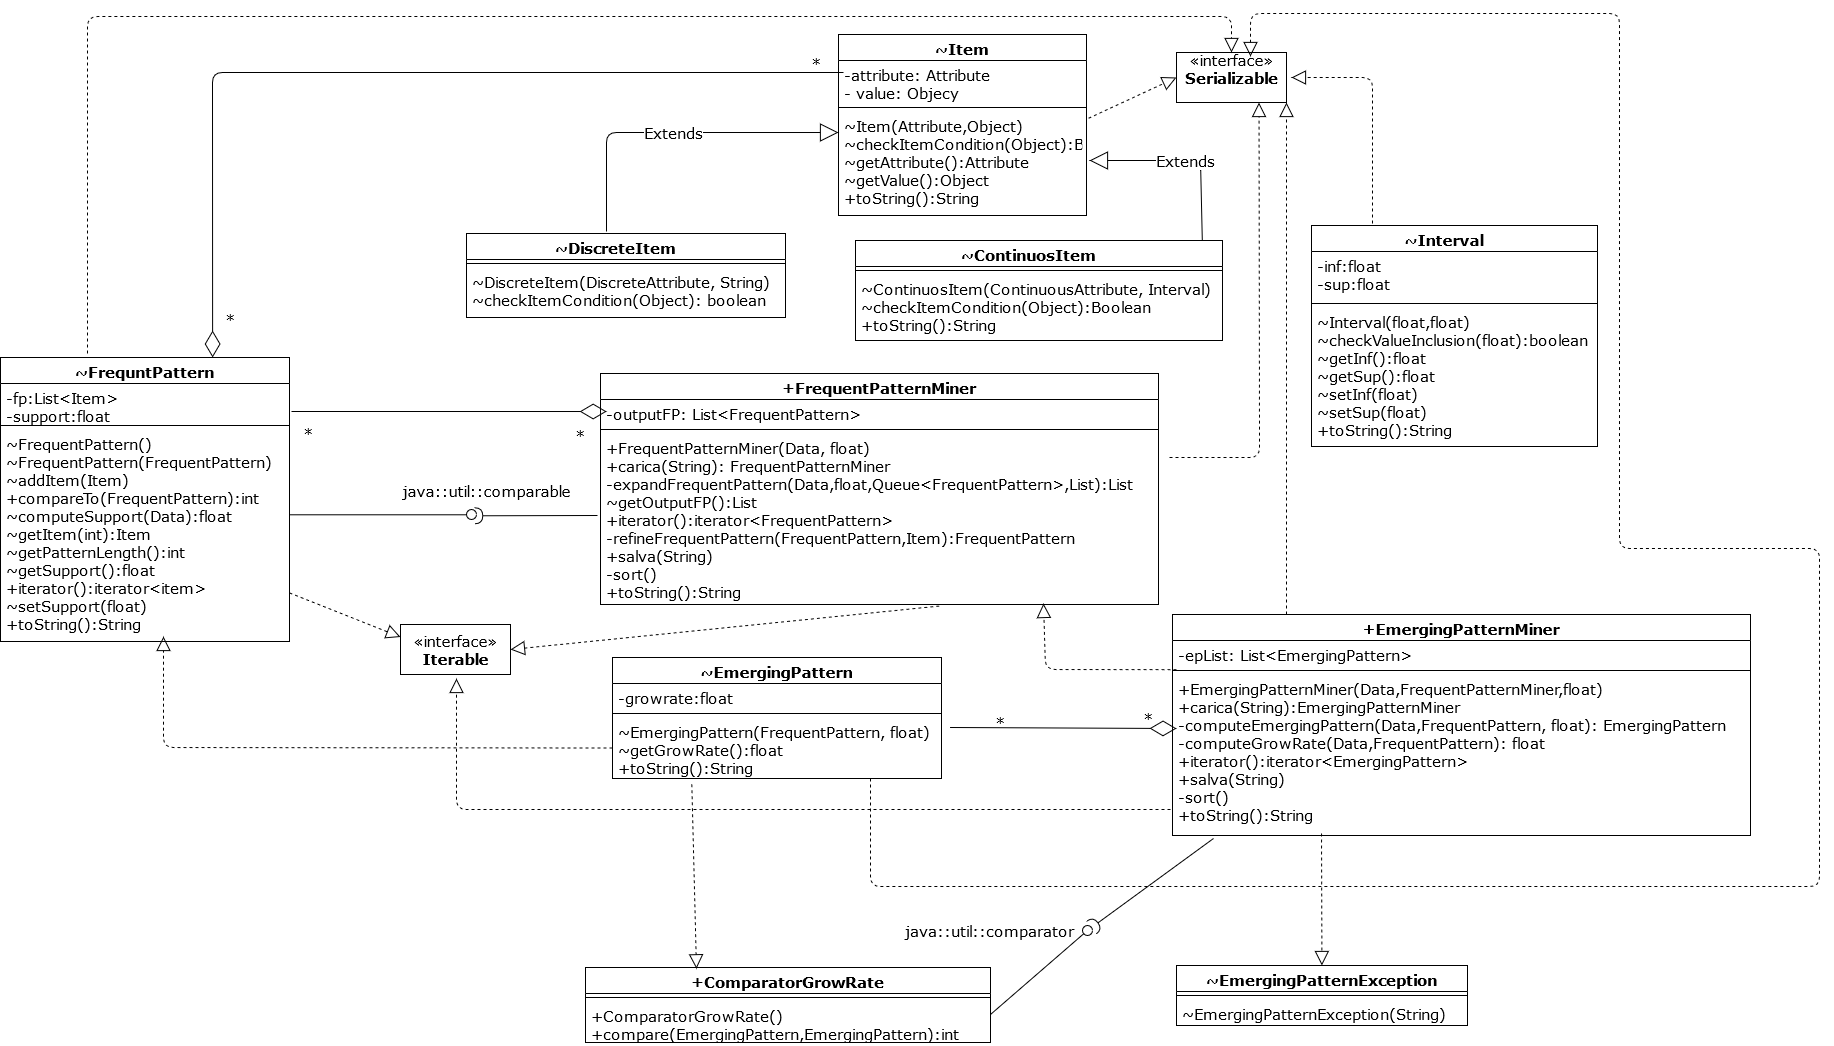 ~Item
-attribute: Attribute
- value: Objecy
~Item(Attribute,Object)
~checkItemCondition(Object):B
~getAttribute():Attribute
~getValue():Object
+toString():String
«interface»
Serializable
*
Extends
Extends
~DiscreteItem
~DiscreteItem(DiscreteAttribute, String)
~checkItemCondition(Object): boolean
~ContinuosItem
~ContinuosItem(ContinuousAttribute, Interval)
~checkItemCondition(Object):Boolean
+toString():String
~Interval
-inf:float
-sup:float
~Interval(float,float)
~checkValueInclusion(float):boolean
~getInf():float
~getSup():float
~setInf(float)
~setSup(float)
+toString():String
*
~FrequntPattern
-fp:List<Item>
-support:float
~FrequentPattern()
~FrequentPattern(FrequentPattern)
~addItem(Item)
+compareTo(FrequentPattern):int
~computeSupport(Data):float
~getItem(int):Item
~getPatternLength():int
~getSupport():float
+iterator():iterator<item>
~setSupport(float)
+toString():String
*
*
java::util::comparable
+FrequentPatternMiner
-outputFP: List<FrequentPattern>
+FrequentPatternMiner(Data, float)
+carica(String): FrequentPatternMiner
-expandFrequentPattern(Data,float,Queue<FrequentPattern>,List):List
~getOutputFP():List
+iterator():iterator<FrequentPattern>
-refineFrequentPattern(FrequentPattern,Item):FrequentPattern
+salva(String)
-sort()
+toString():String
«interface»
Iterable
~EmergingPattern
-growrate:float
~EmergingPattern(FrequentPattern, float)
~getGrowRate():float
+toString():String
*
*
+EmergingPatternMiner
-epList: List<EmergingPattern>
+EmergingPatternMiner(Data,FrequentPatternMiner,float)
+carica(String):EmergingPatternMiner
-computeEmergingPattern(Data,FrequentPattern, float): EmergingPattern
-computeGrowRate(Data,FrequentPattern): float
+iterator():iterator<EmergingPattern>
+salva(String)
-sort()
+toString():String
java::util::comparator
+ComparatorGrowRate
+ComparatorGrowRate()
+compare(EmergingPattern,EmergingPattern):int
~EmergingPatternException
~EmergingPatternException(String)